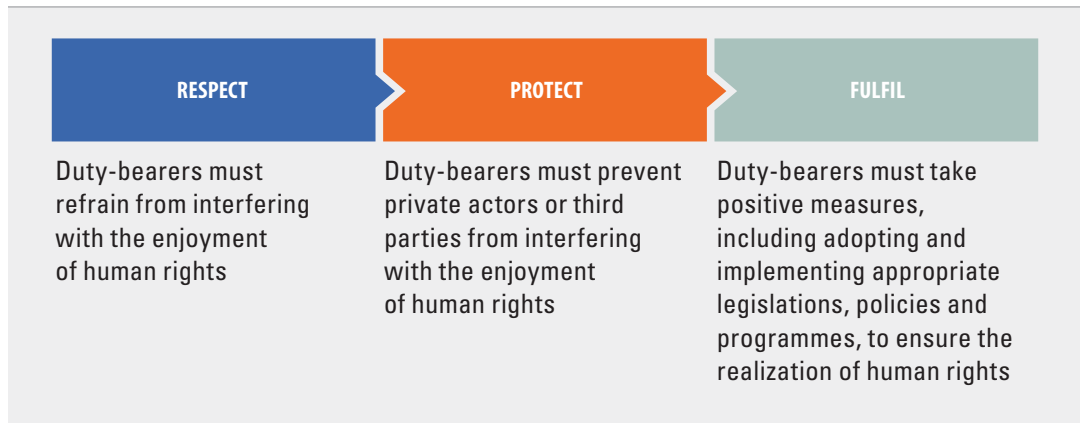 RESPECT
Duty-bearers must
refrain from interfering
with the enjoyment
of human rights
PROTECT
Duty-bearers must prevent
private actors or third
parties from interfering
with the enjoyment
of human rights
FULFIL
Duty-bearers must take
positive measures,
including adopting and
implementing appropriate
legislations, policies and
programmes, to ensure the
realization of human rights